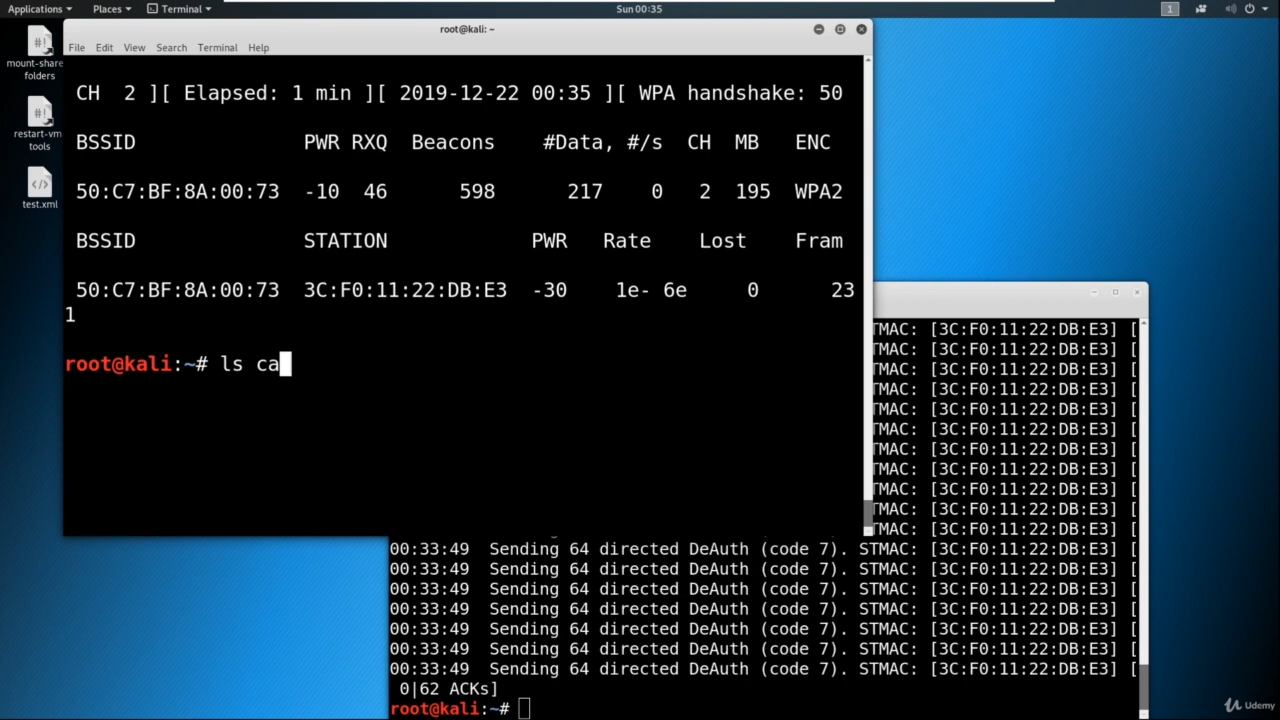 Applications Places Terminal Sun 00:35 1
mount-share
folders
restart-vm
tools
test.xml
root@kali: ~
File Edit View Search Terminal Help
CH 2 ][ Elapsed: 1 min ][ 2019-12-22 00:35 ][ WPA handshake: 50
BSSID PWR RXQ Beacons #Data, #/s CH MB ENC
50:C7:BF:8A:00:73 -10 46 598 217 0 2 195 WPA2
BSSID STATION PWR Rate Lost Fram
50:C7:BF:8A:00:73 3C:F0:11:22:DB:E3 -30 1e- 6e 0 23
1
root@kali:~# ls ca
TMAC: [3C:F0:11:22:DB:E3] [
TMAC: [3C:F0:11:22:DB:E3] [
TMAC: [3C:F0:11:22:DB:E3] [
TMAC: [3C:F0:11:22:DB:E3] [
TMAC: [3C:F0:11:22:DB:E3] [
TMAC: [3C:F0:11:22:DB:E3] [
TMAC: [3C:F0:11:22:DB:E3] [
TMAC: [3C:F0:11:22:DB:E3] [
TMAC: [3C:F0:11:22:DB:E3] [
TMAC: [3C:F0:11:22:DB:E3] [
TMAC: [3C:F0:11:22:DB:E3] [
00:33:49 Sending 64 directed DeAuth (code 7). STMAC: [3C:F0:11:22:DB:E3] [
00:33:49 Sending 64 directed DeAuth (code 7). STMAC: [3C:F0:11:22:DB:E3] [
00:33:49 Sending 64 directed DeAuth (code 7). STMAC: [3C:F0:11:22:DB:E3] [
00:33:49 Sending 64 directed DeAuth (code 7). STMAC: [3C:F0:11:22:DB:E3] [
00:33:49 Sending 64 directed DeAuth (code 7). STMAC: [3C:F0:11:22:DB:E3] [
00:33:49 Sending 64 directed DeAuth (code 7). STMAC: [3C:F0:11:22:DB:E3] [
00:33:49 Sending 64 directed DeAuth (code 7). STMAC: [3C:F0:11:22:DB:E3] [
0|62 ACKs]
root@kali:~#
Udemy